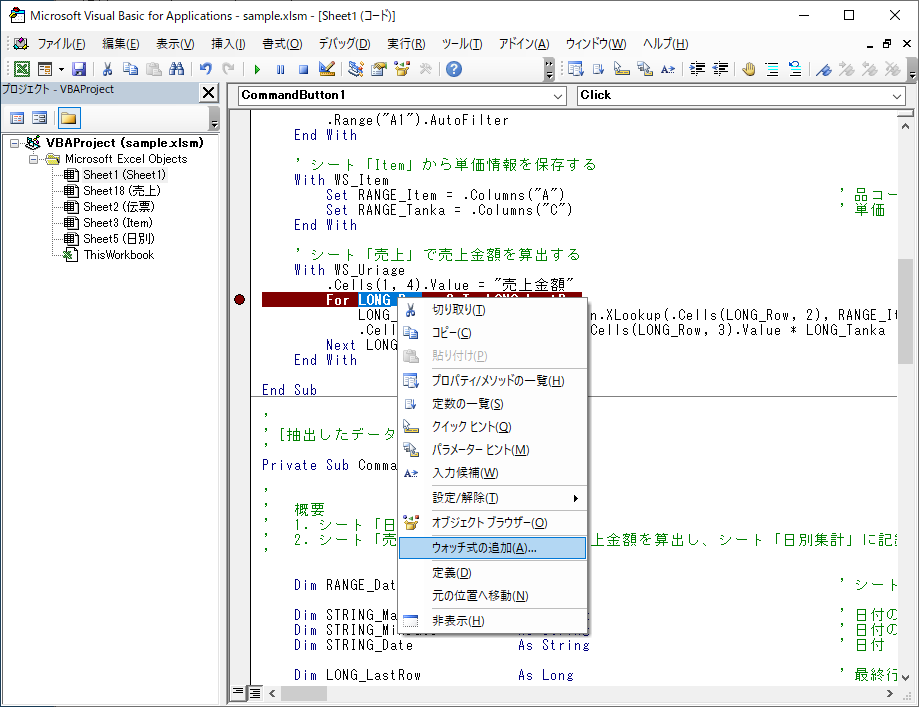 Microsoft Visual Basic for Applications - sample.xlsm - [Sheet1 (コード)]
ファイル(F) 編集(E) 表示(V) 挿入(I) 書式(O) デバッグ(D) 実行(R) ツール(T) アドイン(A) ウィンドウ(W) ヘルプ(H)
プロジェクト - VBAProject
CommandButton1
Click
VBAProject (sample.xlsm)
Microsoft Excel Objects
Sheet1 (Sheet1)
Sheet18 (売上)
Sheet2 (伝票)
Sheet3 (Item)
Sheet5 (日別)
ThisWorkbook
.Range("A1").AutoFilter
End With
' シート「Item」から単価情報を保存する
With WS_Item
Set RANGE_Item = .Columns("A") ' 品コー
Set RANGE_Tanka = .Columns("C") ' 単価
End With
' シート「売上」で売上金額を算出する
With WS_Uriage
.Cells(1, 4).Value = "売上金額"
For LONG
LONG_ n.XLookup(.Cells(LONG_Row, 2), RANGE_It
.Cel Cells(LONG_Row, 3).Value * LONG_Tanka
Next LONG
End With
End Sub
'
' [抽出したデータ
'
Private Sub Comma
'
' 概要
' 1. シート「日
' 2. シート「売 上金額を算出し、シート「日別集計」に記
'
Dim RANGE_Dat ' シート
Dim STRING_Ma ' 日付の
Dim STRING_Min As String ' 日付の
Dim STRING_Date As String ' 日付
Dim LONG_LastRow As Long ' 最終行
切り取り(T)
コピー(C)
貼り付け(P)
プロパティ/メソッドの一覧(H)
定数の一覧(S)
クイック ヒント(Q)
パラメーター ヒント(M)
入力候補(W)
設定/解除(T)
オブジェクト ブラウザー(O)
ウォッチ式の追加(A)...
定義(D)
元の位置へ移動(N)
非表示(H)